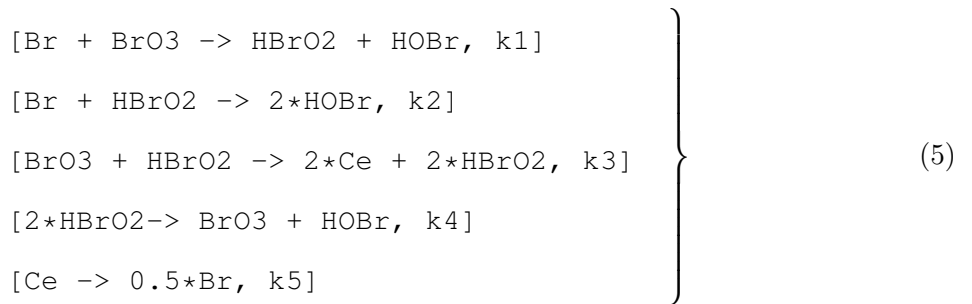 [Br + BrO3 -> HBrO2 + HOBr, k1]
[Br + HBrO2 -> 2*HOBr, k2]
[BrO3 + HBrO2 -> 2*Ce + 2*HBrO2, k3]
[2*HBrO2-> BrO3 + HOBr, k4]
[Ce -> 0.5*Br, k5]
(5)